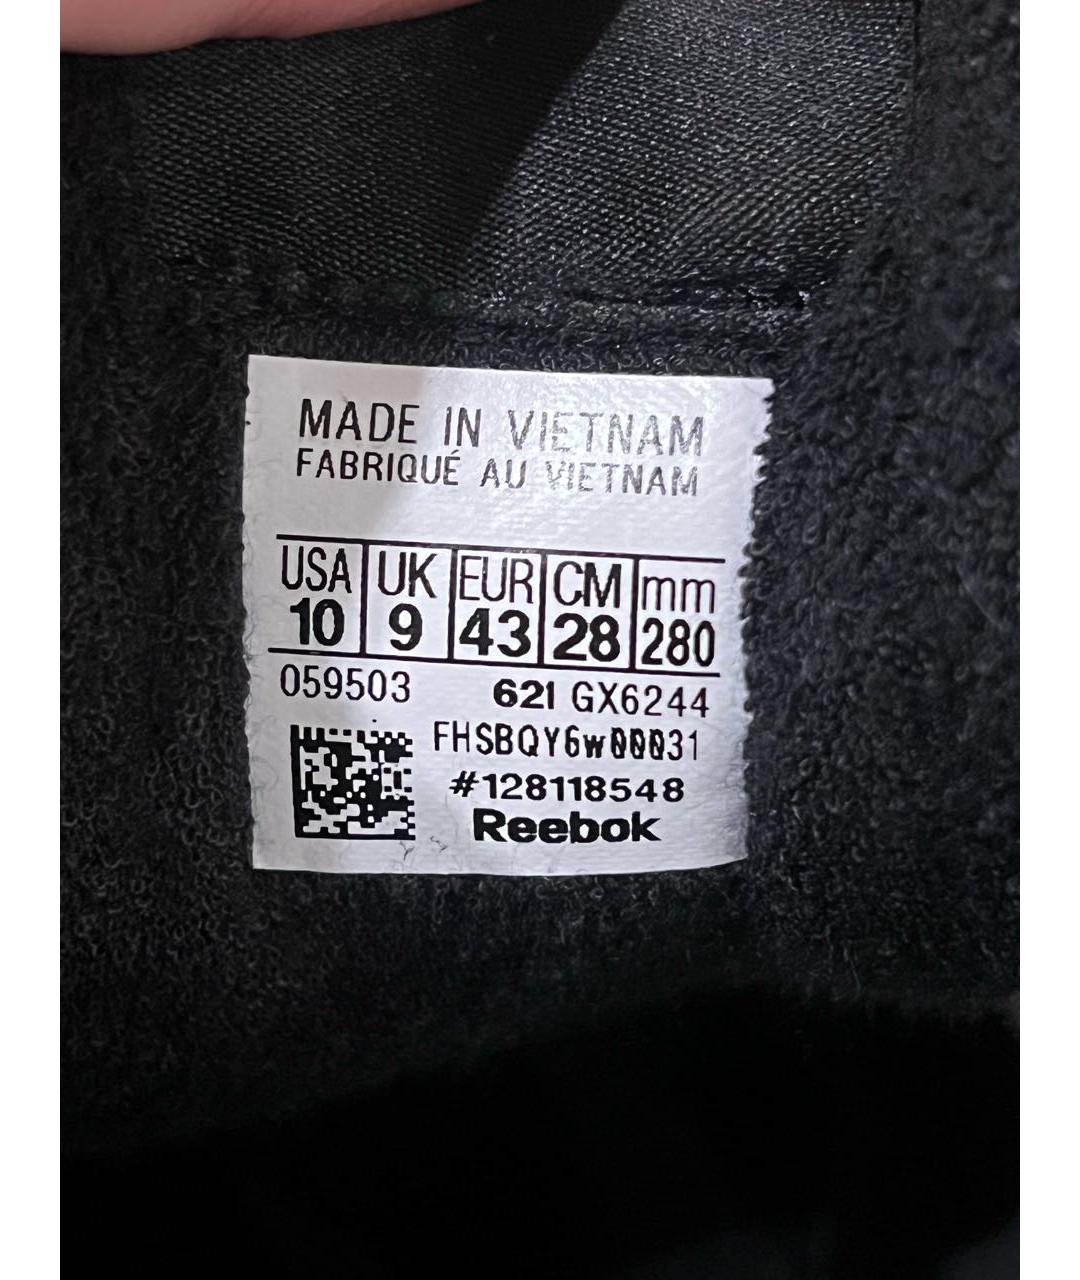 MADE IN VIETNAM
FABRIQUÉ AU VIETNAM
USA UK EUR CM mm
10 9 43 28 280
059503 621 GX6244
FHSBQY6w00031
#128118548
Reebok